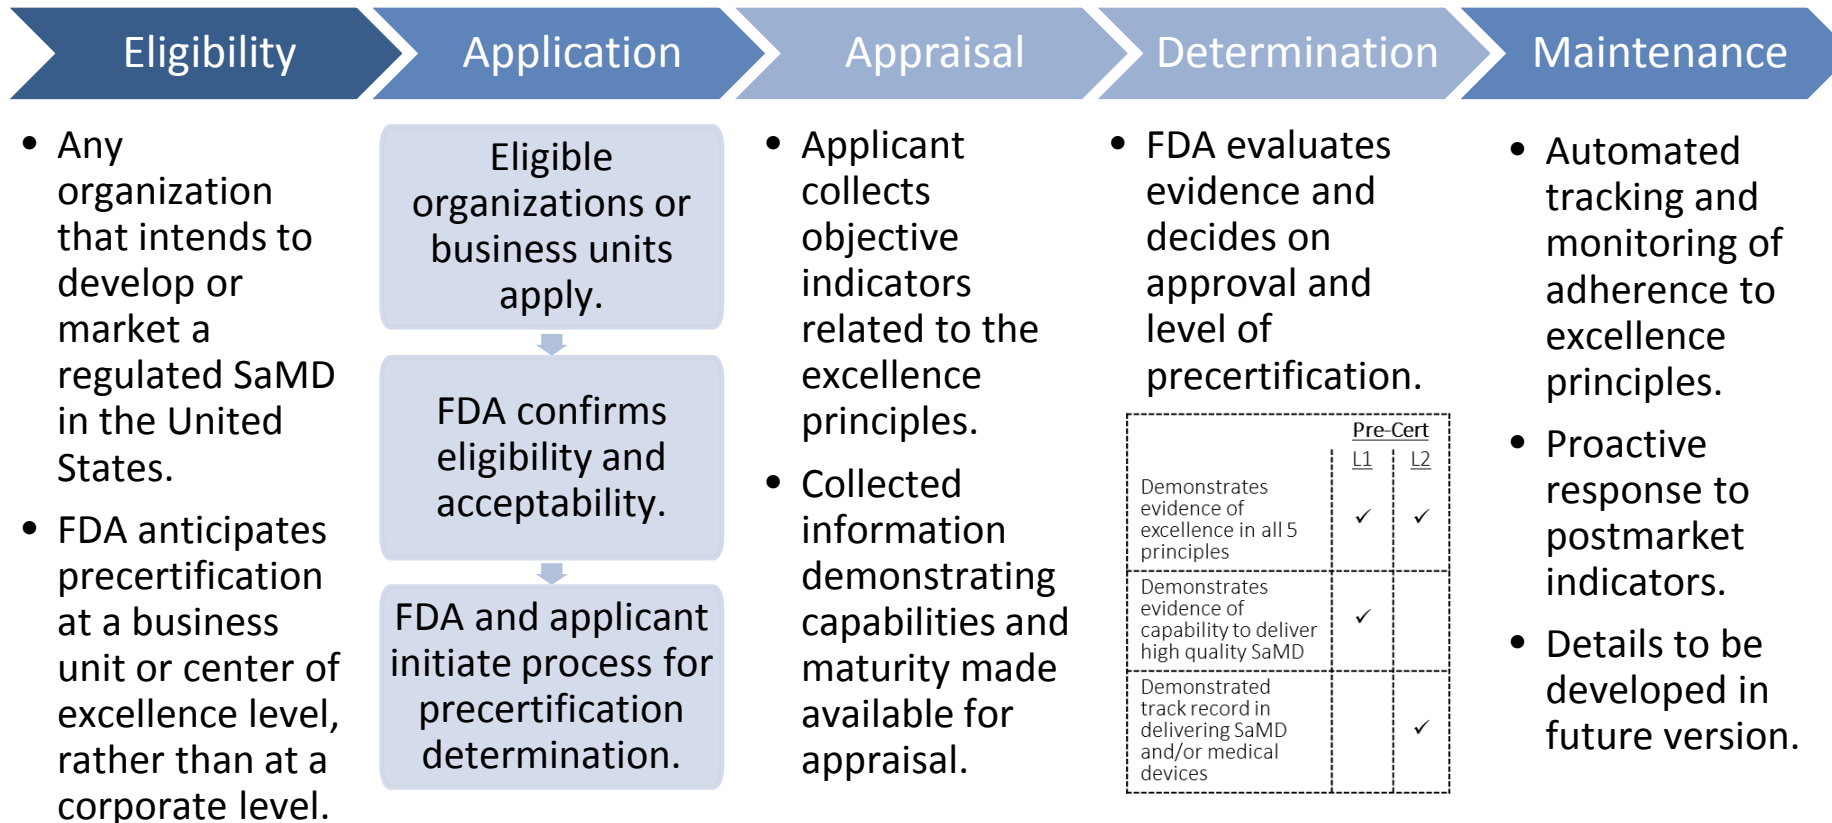 Eligibility
Application
Appraisal
Determination
Maintenance
• Any
organization
that intends to
develop or
market a
regulated SaMD
in the United
States.
• FDA anticipates
precertification
at a business
unit or center of
excellence level,
rather than at a
corporate level.
Eligible
organizations or
business units
apply.
FDA confirms
eligibility and
acceptability.
FDA and applicant
initiate process for
precertification
determination.
• Applicant
collects
objective
indicators
related to the
excellence
principles.
• Collected
information
demonstrating
capabilities and
maturity made
available for
appraisal.
• FDA evaluates
evidence and
decides on
approval and
level of
precertification.
Pre-Cert
L1 L2
Demonstrates
evidence of
excellence in all 5
principles
✓ ✓
Demonstrates
evidence of
capability to deliver
high quality SaMD
✓
Demonstrated
track record in
delivering SaMD
and/or medical
devices
✓
• Automated
tracking and
monitoring of
adherence to
excellence
principles.
• Proactive
response to
postmarket
indicators.
• Details to be
developed in
future version.